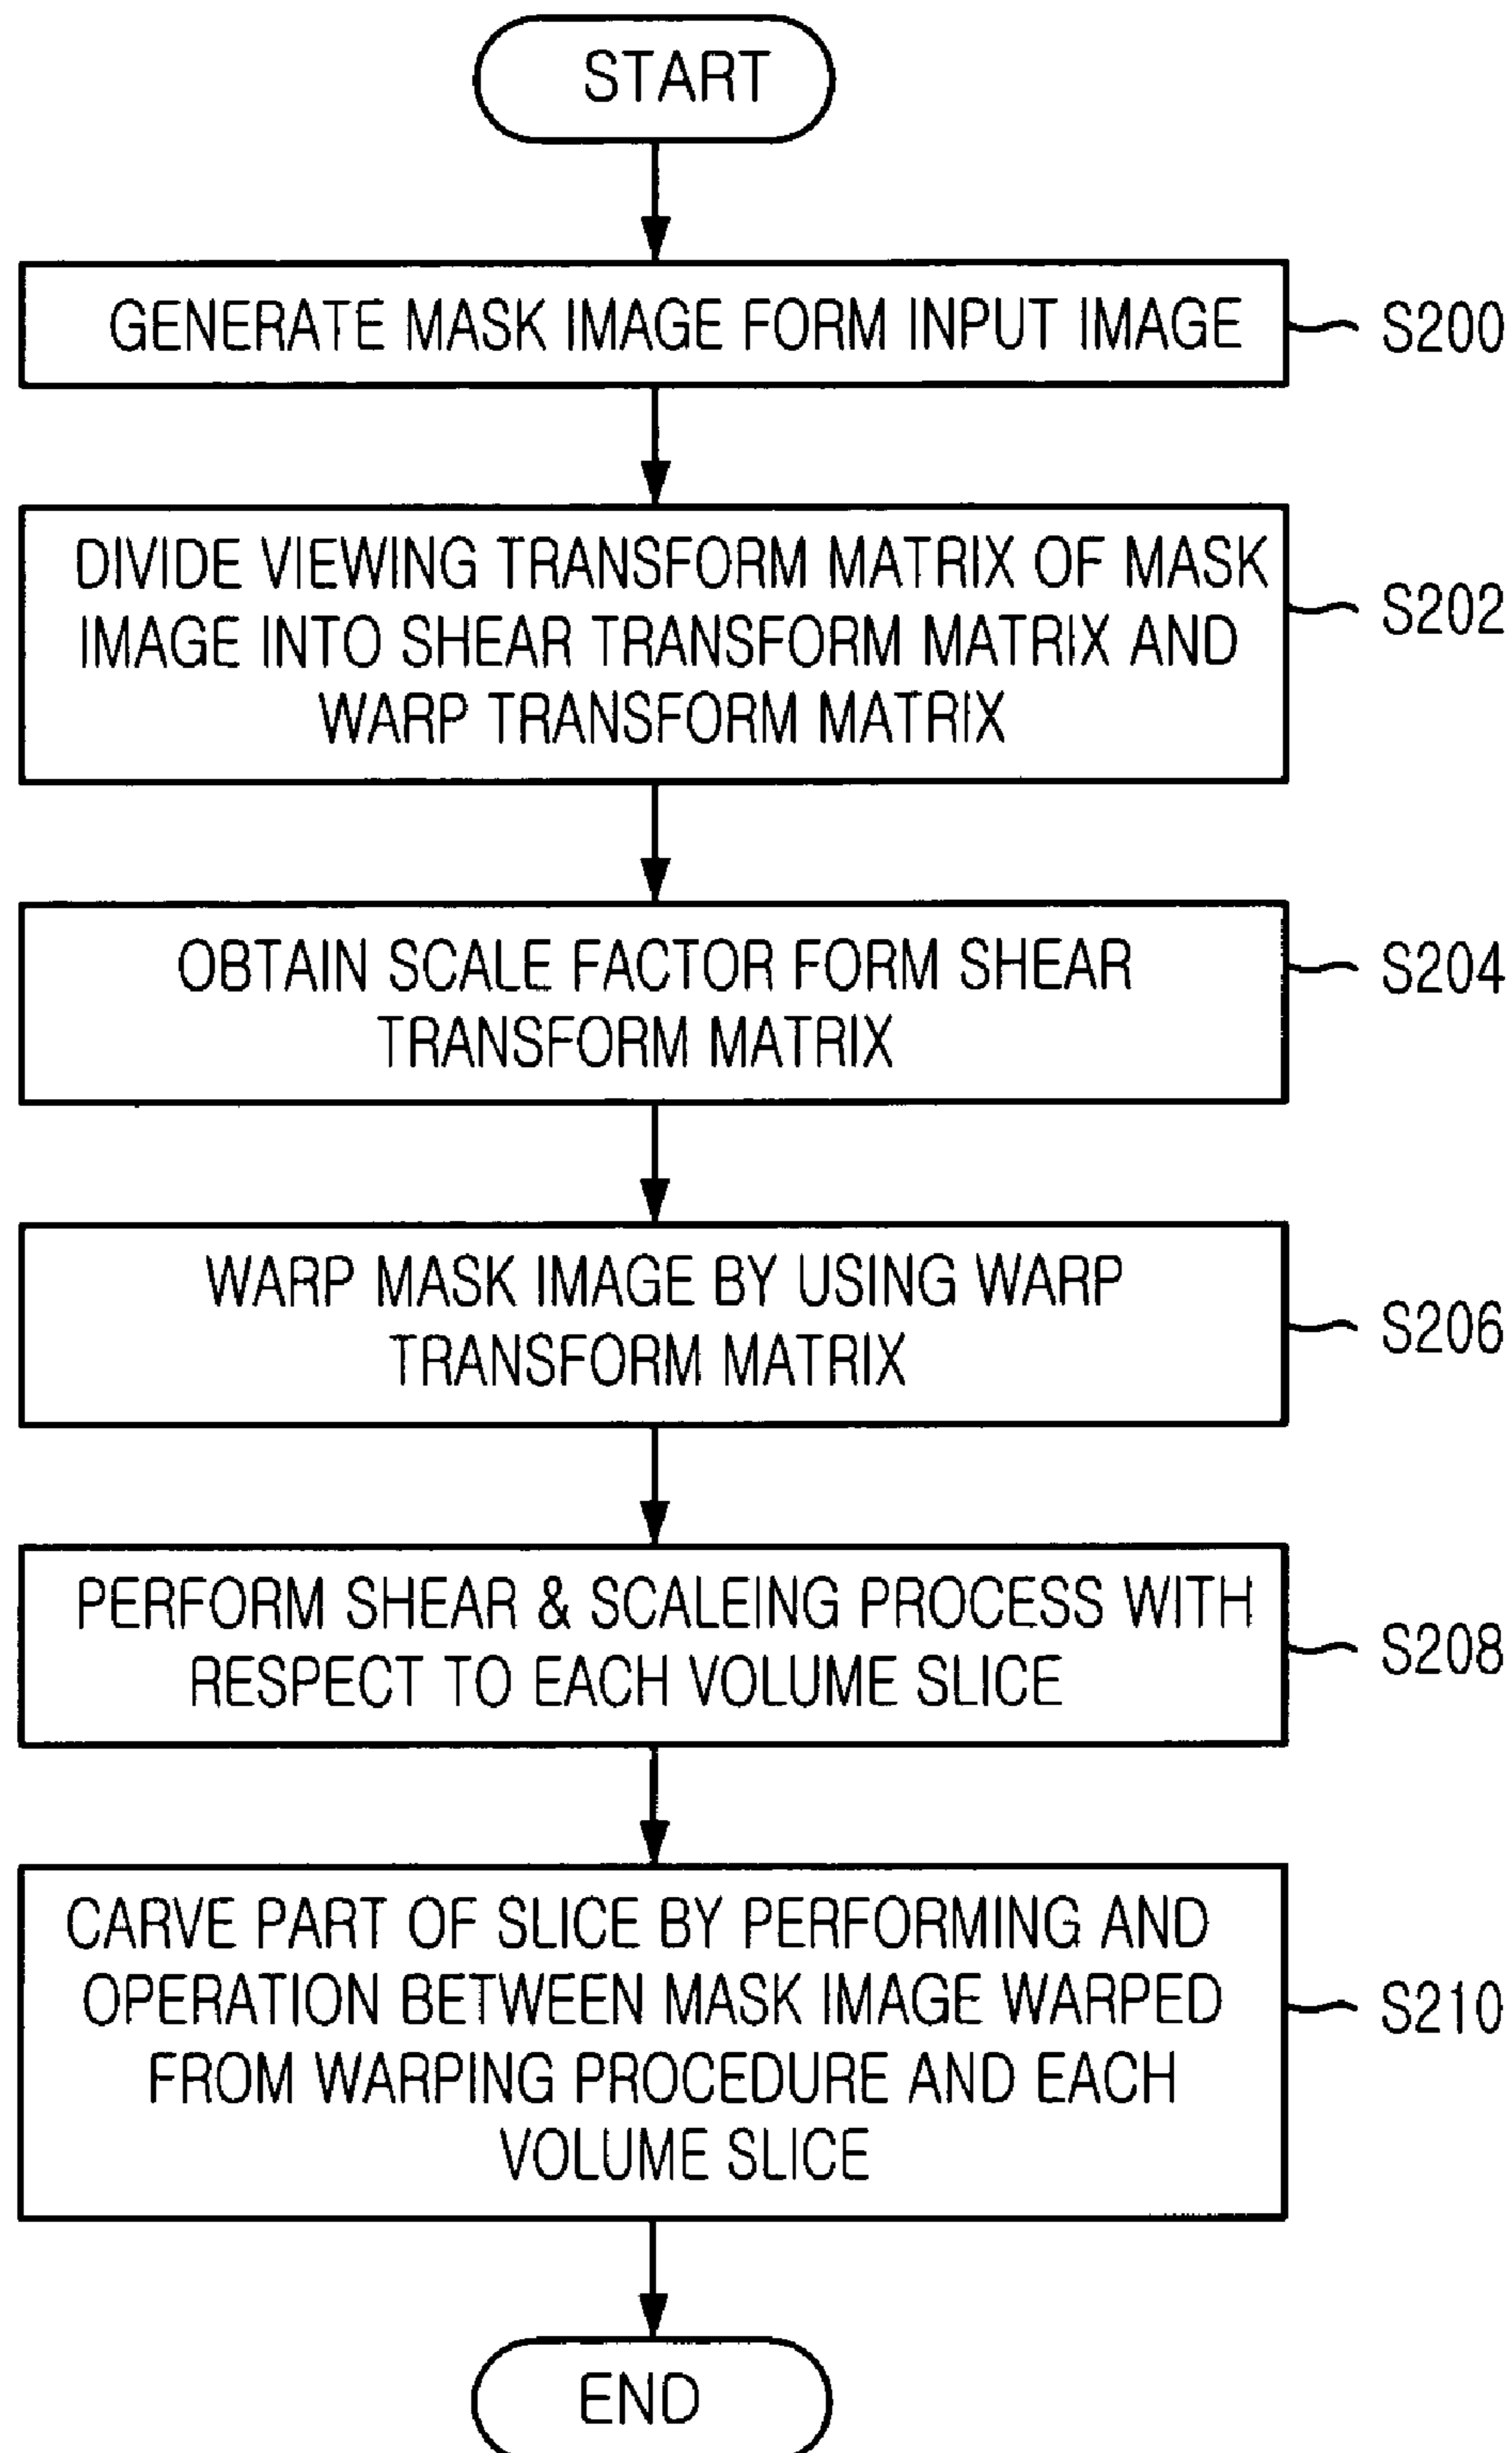 START
GENERATE MASK IMAGE FORM INPUT IMAGE
S200
DIVIDE VIEWING TRANSFORM MATRIX OF MASK
IMAGE INTO SHEAR TRANSFORM MATRIX AND
WARP TRANSFORM MATRIX
S202
OBTAIN SCALE FACTOR FORM SHEAR
TRANSFORM MATRIX
S204
WARP MASK IMAGE BY USING WARP
TRANSFORM MATRIX
S206
PERFORM SHEAR & SCALEING PROCESS WITH
RESPECT TO EACH VOLUME SLICE
S208
CARVE PART OF SLICE BY PERFORMING AND
OPERATION BETWEEN MASK IMAGE WARPED
FROM WARPING PROCEDURE AND EACH
VOLUME SLICE
S210
END